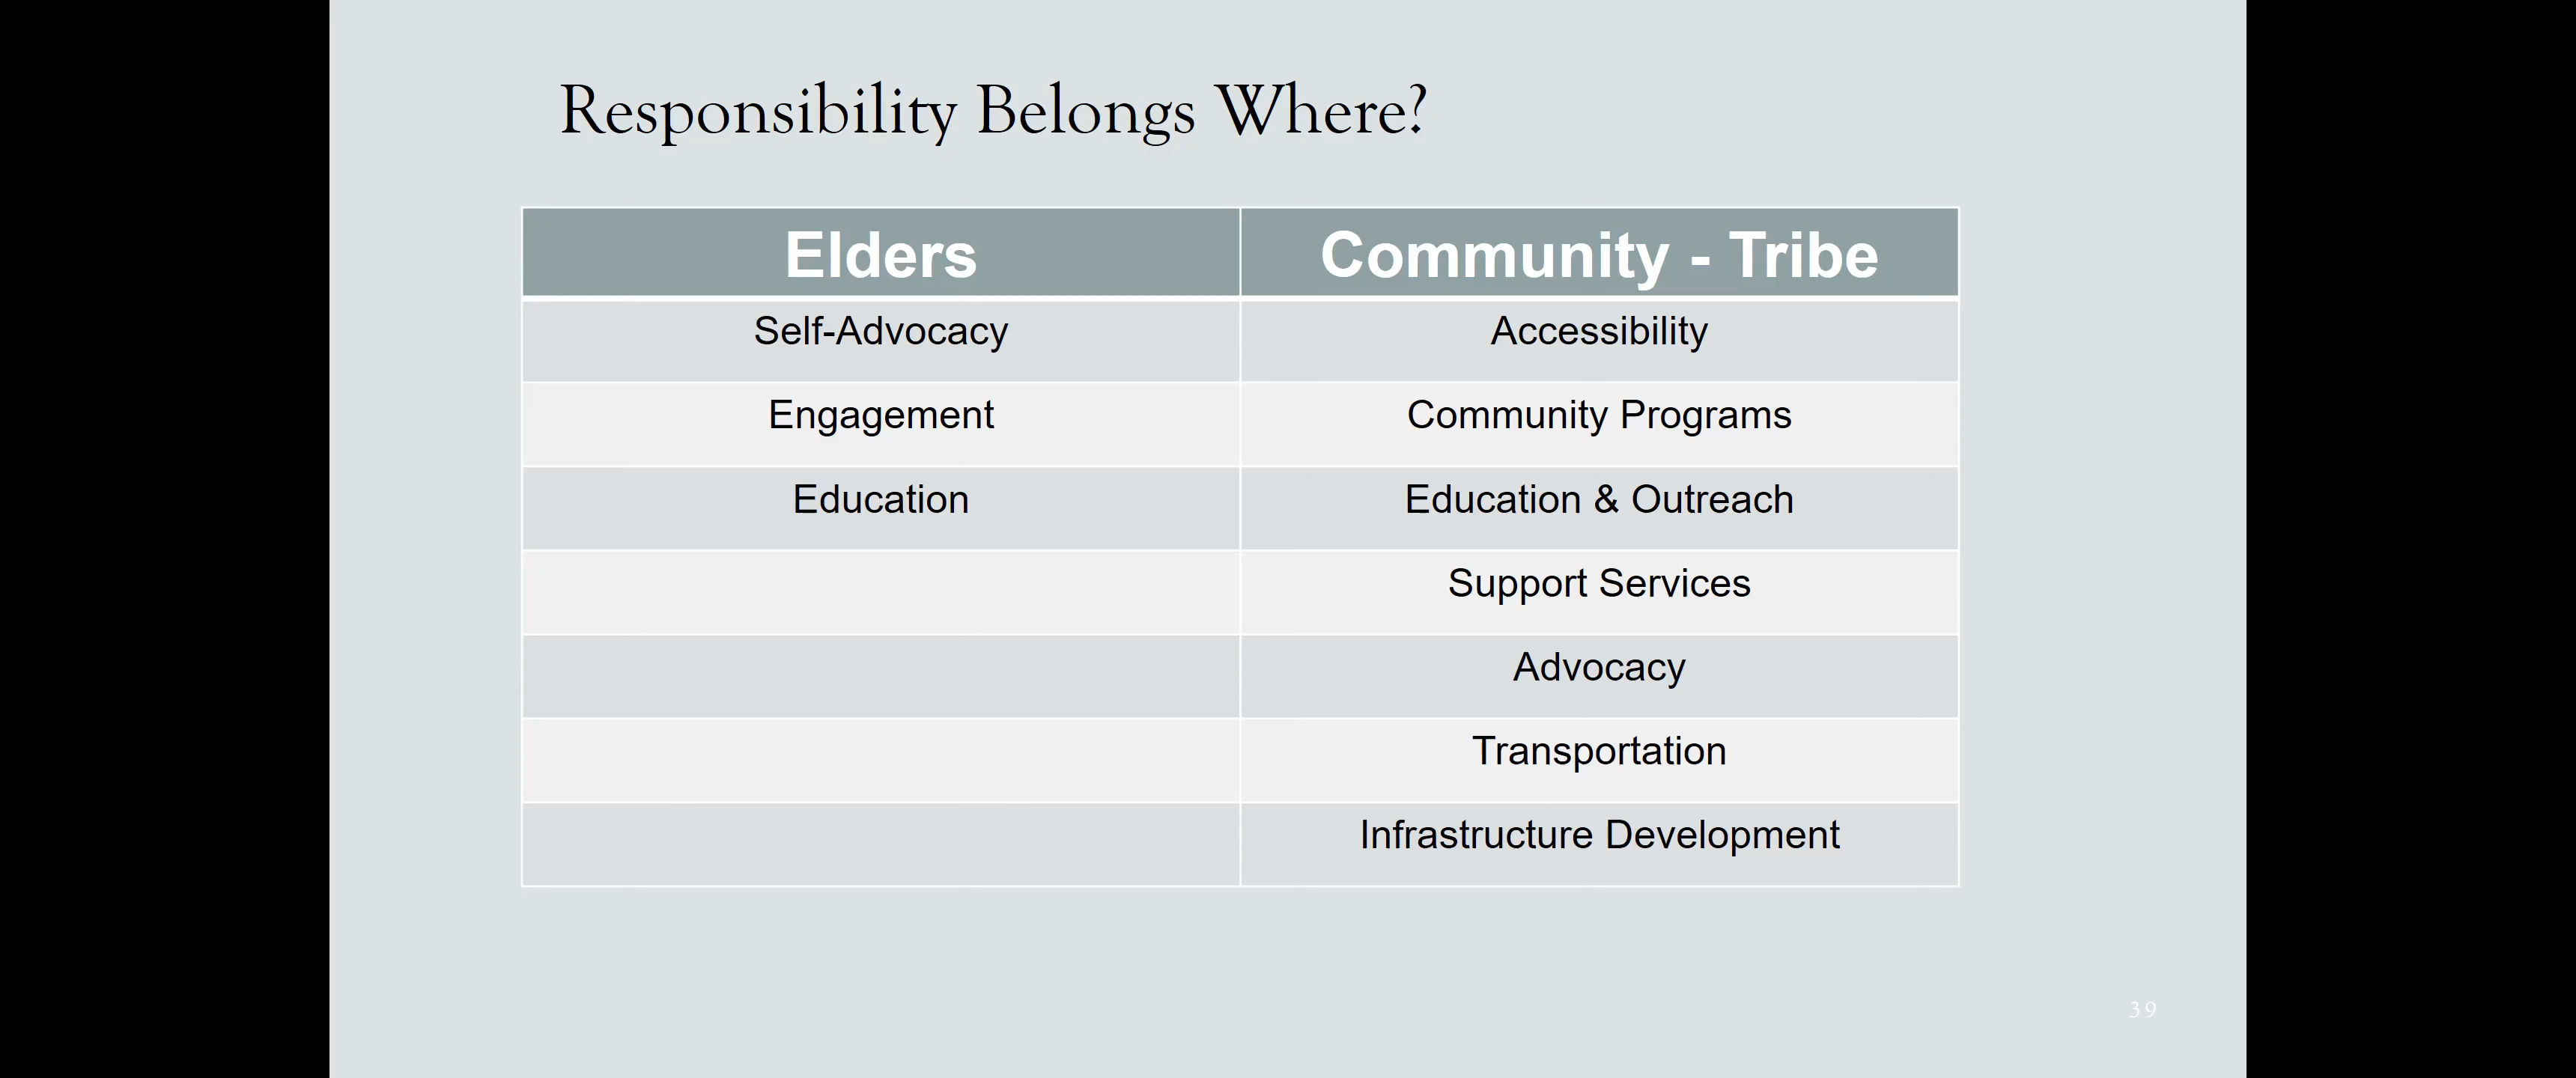 Responsibility Belongs Where?
Elders
Community - Tribe
Self-Advocacy
Accessibility
Engagement
Community Programs
Education
Education & Outreach
Support Services
Advocacy
Transportation
Infrastructure Development
39